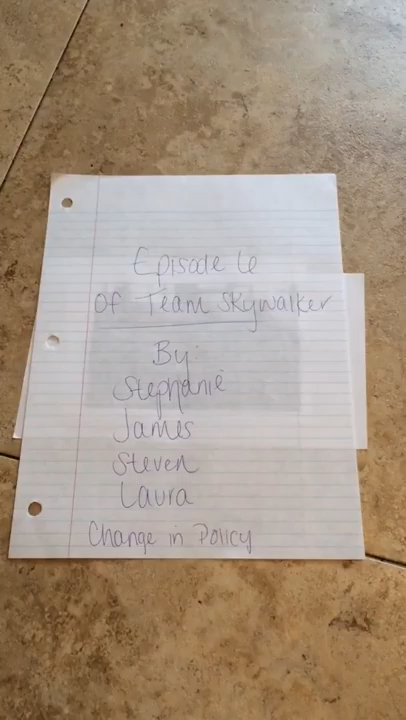 Episode 6
Of Team Skywalker
By:
Stephanie
James
Steven
Laura
Change in Policy